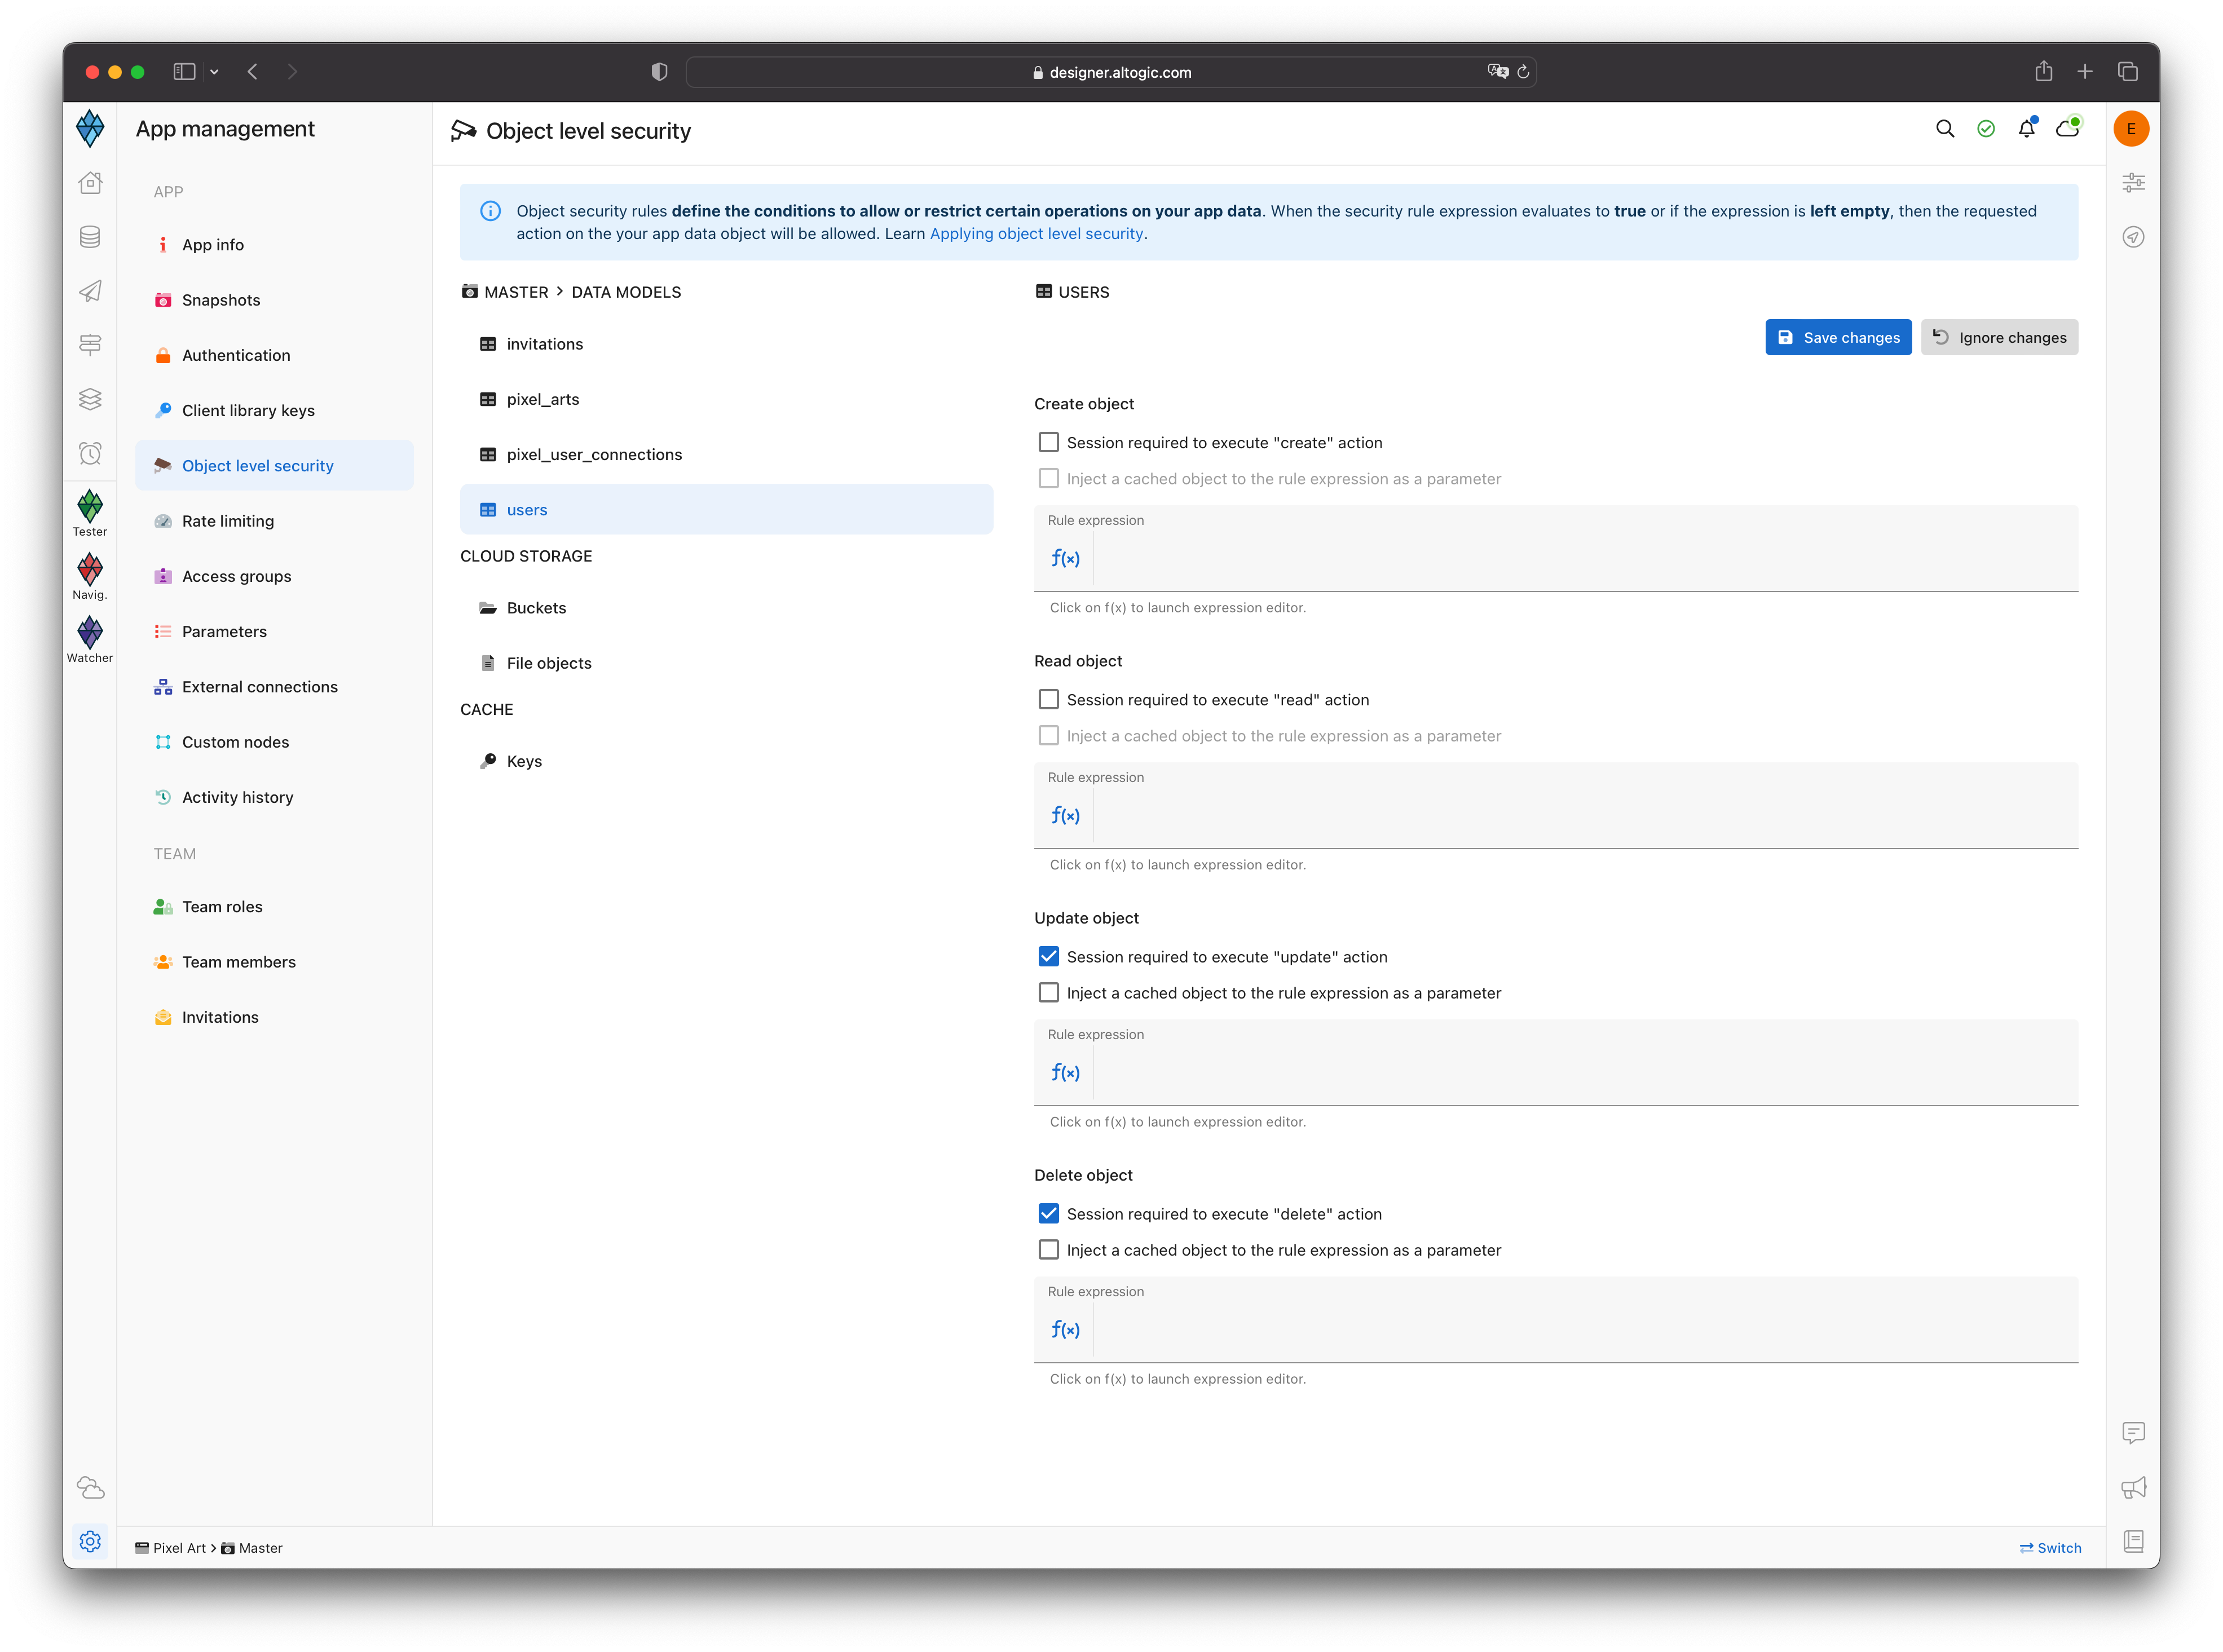 designer.altogic.com
App management
Object level security
E
APP
App info
Snapshots
Authentication
Client library keys
Object level security
Rate limiting
Access groups
Parameters
External connections
Custom nodes
Activity history
TEAM
Team roles
Team members
Invitations
Tester
Navig.
Watcher
Object security rules define the conditions to allow or restrict certain operations on your app data. When the security rule expression evaluates to true or if the expression is left empty, then the requested
action on the your app data object will be allowed. Learn Applying object level security.
MASTER > DATA MODELS
invitations
pixel_arts
pixel_user_connections
users
CLOUD STORAGE
Buckets
File objects
CACHE
Keys
USERS
Save changes
Ignore changes
Create object
Session required to execute "create" action
Inject a cached object to the rule expression as a parameter
Rule expression
f(x)
Click on f(x) to launch expression editor.
Read object
Session required to execute "read" action
Inject a cached object to the rule expression as a parameter
Rule expression
f(x)
Click on f(x) to launch expression editor.
Update object
Session required to execute "update" action
Inject a cached object to the rule expression as a parameter
Rule expression
f(x)
Click on f(x) to launch expression editor.
Delete object
Session required to execute "delete" action
Inject a cached object to the rule expression as a parameter
Rule expression
f(x)
Click on f(x) to launch expression editor.
Pixel Art > Master
Switch